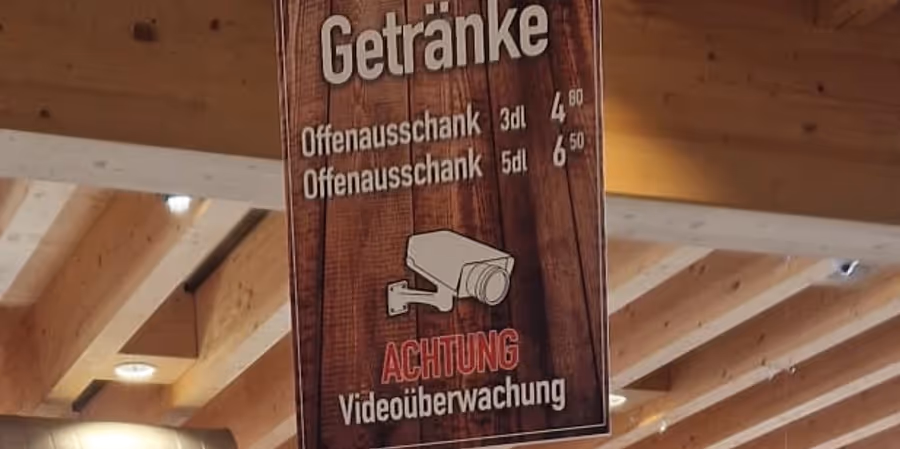 Getränke
Offenausschank 3dl 4 80
Offenausschank 5dl 6 50
ACHTUNG
Videoüberwachung